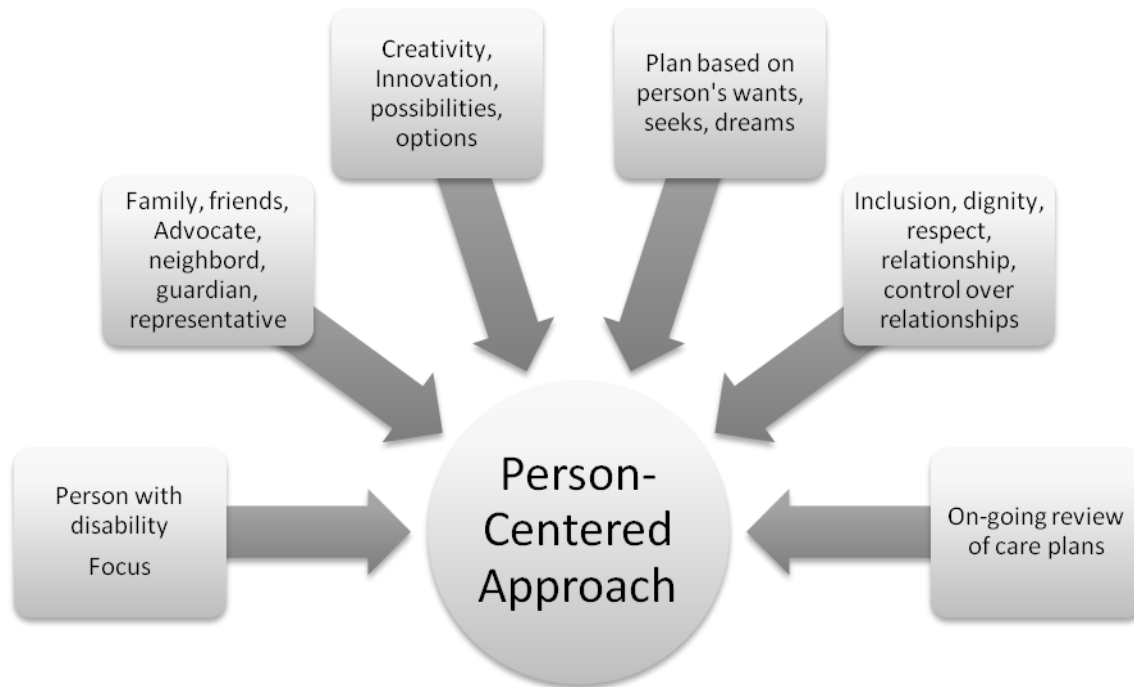 Creativity,
Innovation,
possibilities,
options
Plan based on
person's wants,
seeks, dreams
Family, friends,
Advocate,
neighbord,
guardian,
representative
Inclusion, dignity,
respect,
relationship,
control over
relationships
Person with
disability
Focus
Person-
Centered
Approach
On-going review
of care plans